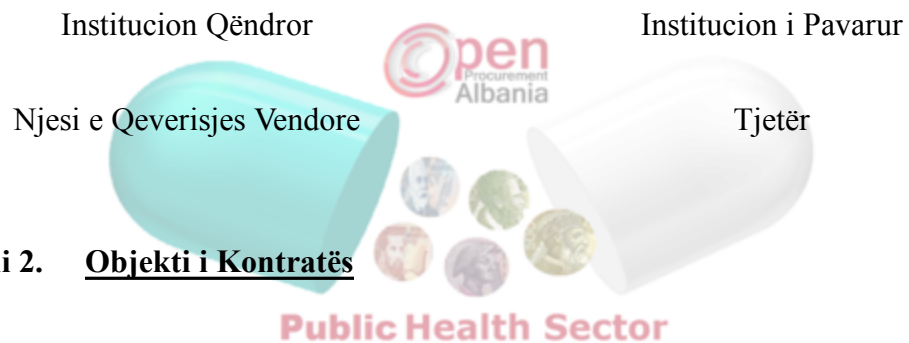 Institucion Qëndror Institucion i Pavarur
Open
Procurement
Albania
Njesi e Qeverisjes Vendore Tjetër
i 2. Objekti i Kontratës
Public Health Sector